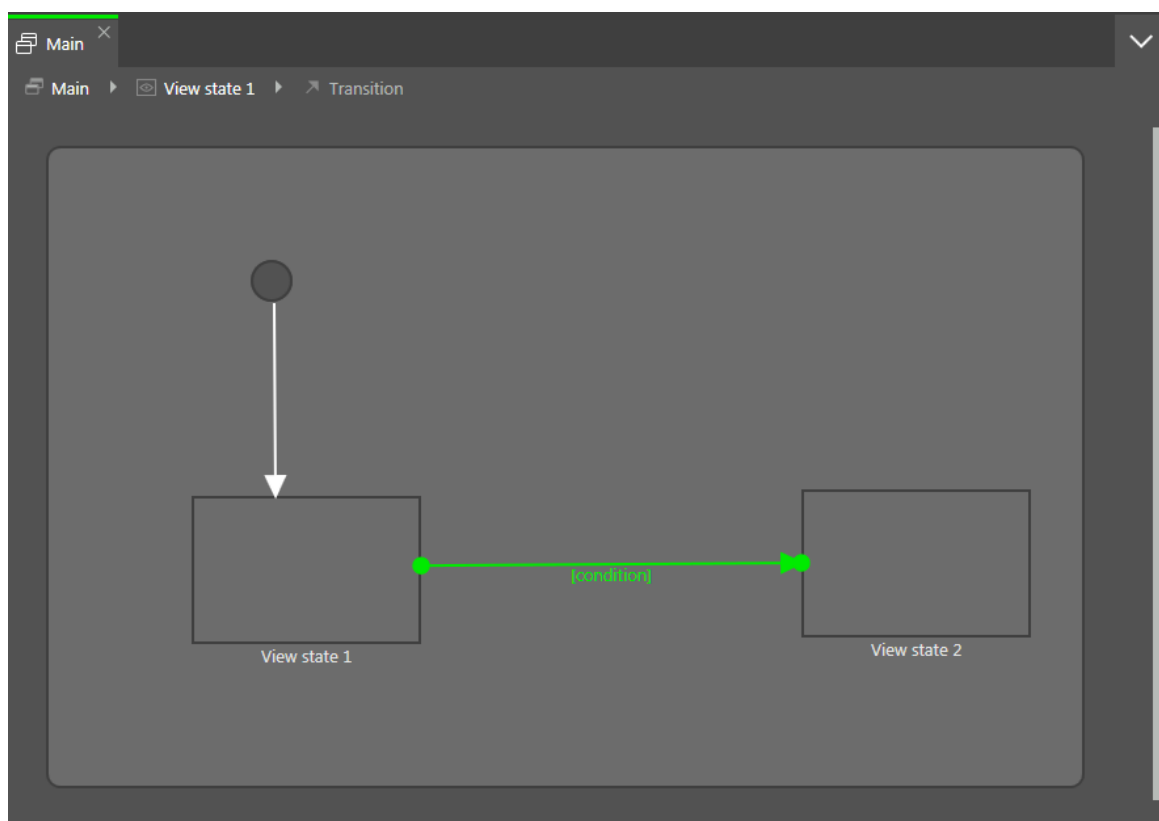 Main
Main View state 1 Transition
[condition]
View state 1
View state 2